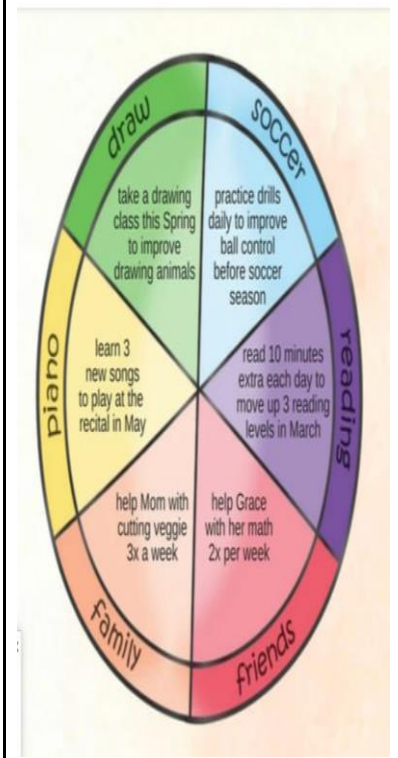 draw
take a drawing
class this Spring
to improve
drawing animals
soccer
practice drills
daily to improve
ball control
before soccer
season
reading
read 10 minutes
extra each day to
move up 3 reading
levels in March
friends
help Grace
with her math
2x per week
family
help Mom with
cutting veggie
3x a week
piano
learn 3
new songs
to play at the
recital in May